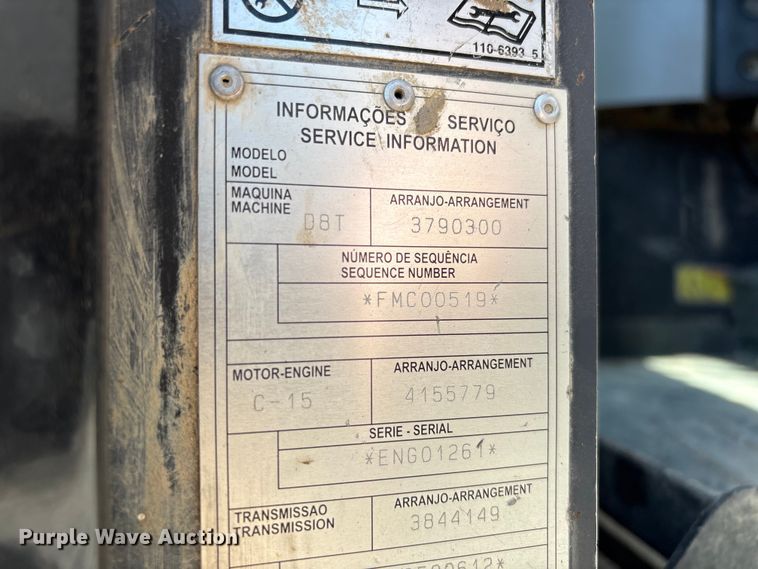 110-6393 5
INFORMAÇÕES SERVIÇO
SERVICE INFORMATION
MODELO
MODEL
MAQUINA
MACHINE
D8T
ARRANJO-ARRANGEMENT
3790300
NÚMERO DE SEQUÊNCIA
SEQUENCE NUMBER
*FMC00519*
MOTOR-ENGINE
C-15
ARRANJO-ARRANGEMENT
4155779
SERIE - SERIAL
*ENG01261*
TRANSMISSAO
TRANSMISSION
ARRANJO-ARRANGEMENT
3844149
Purple Wave Auction